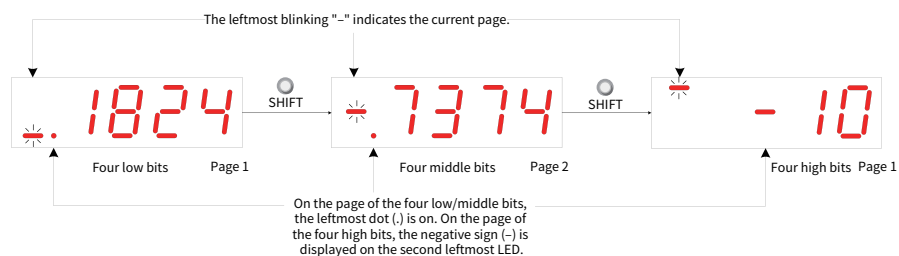 The leftmost blinking "–" indicates the current page.
_. 1824
SHIFT
-. 7374
SHIFT
- - 10
Four low bits
Page 1
Four middle bits
Page 2
Four high bits
Page 1
On the page of the four low/middle bits,
the leftmost dot (.) is on. On the page of
the four high bits, the negative sign (–) is
displayed on the second leftmost LED.